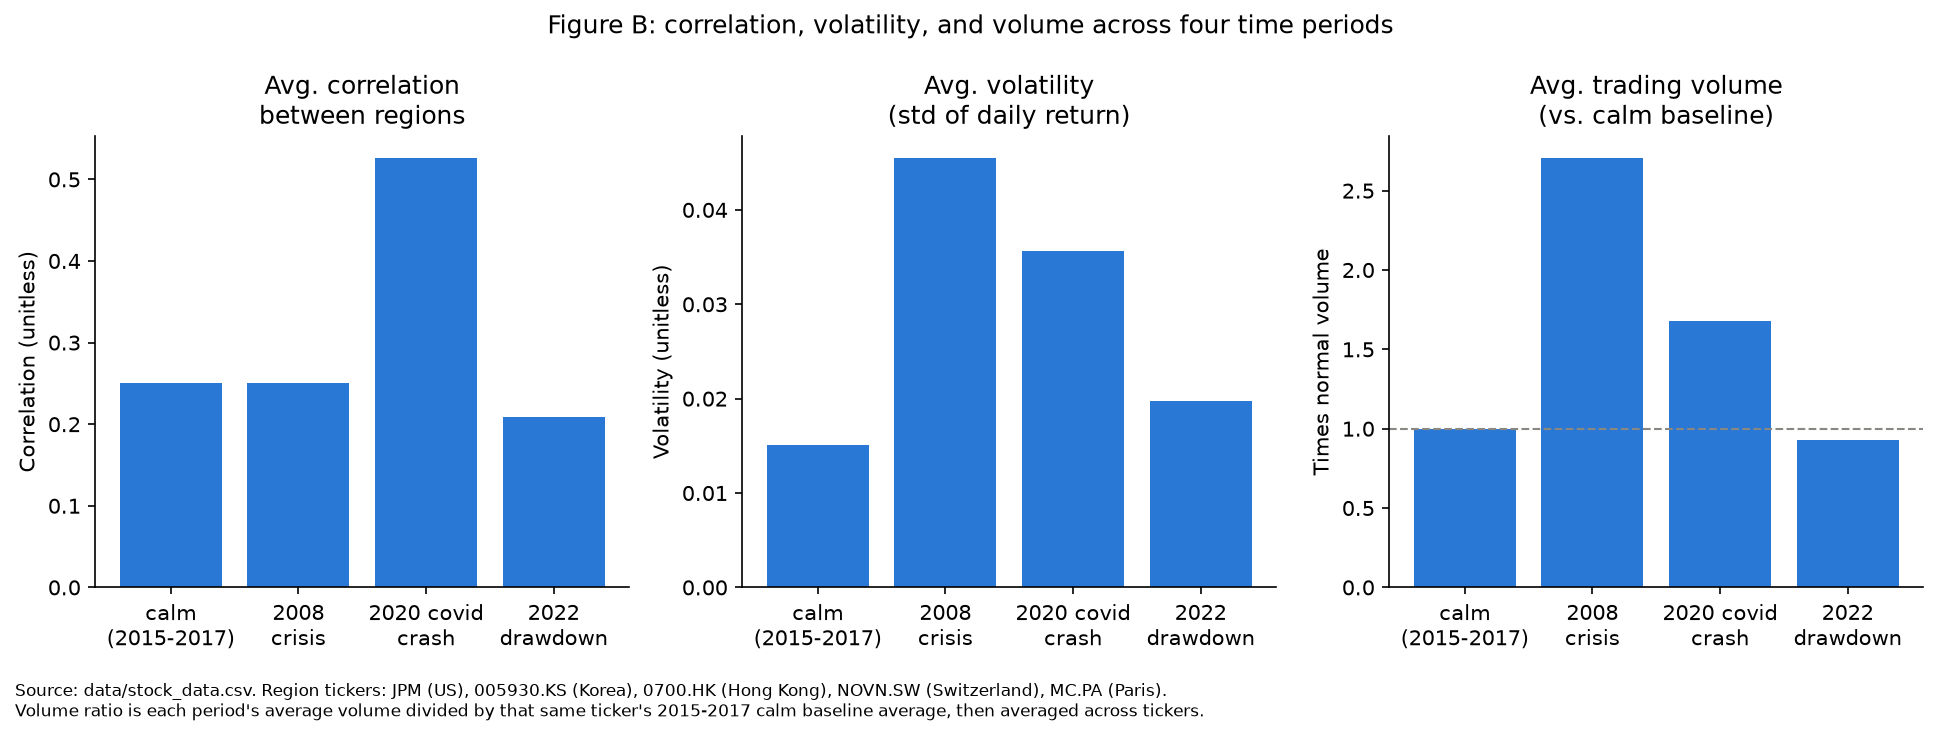 Figure B: correlation, volatility, and volume across four time periods
Avg. correlation
between regions
Correlation (unitless)
0.5
0.4
0.3
0.2
0.1
0.0
calm
(2015-2017)
2008
crisis
2020 covid
crash
2022
drawdown
Avg. volatility
(std of daily return)
Volatility (unitless)
0.04
0.03
0.02
0.01
0.00
calm
(2015-2017)
2008
crisis
2020 covid
crash
2022
drawdown
Avg. trading volume
(vs. calm baseline)
Times normal volume
2.5
2.0
1.5
1.0
0.5
0.0
calm
(2015-2017)
2008
crisis
2020 covid
crash
2022
drawdown
Source: data/stock_data.csv. Region tickers: JPM (US), 005930.KS (Korea), 0700.HK (Hong Kong), NOVN.SW (Switzerland), MC.PA (Paris).
Volume ratio is each period's average volume divided by that same ticker's 2015-2017 calm baseline average, then averaged across tickers.